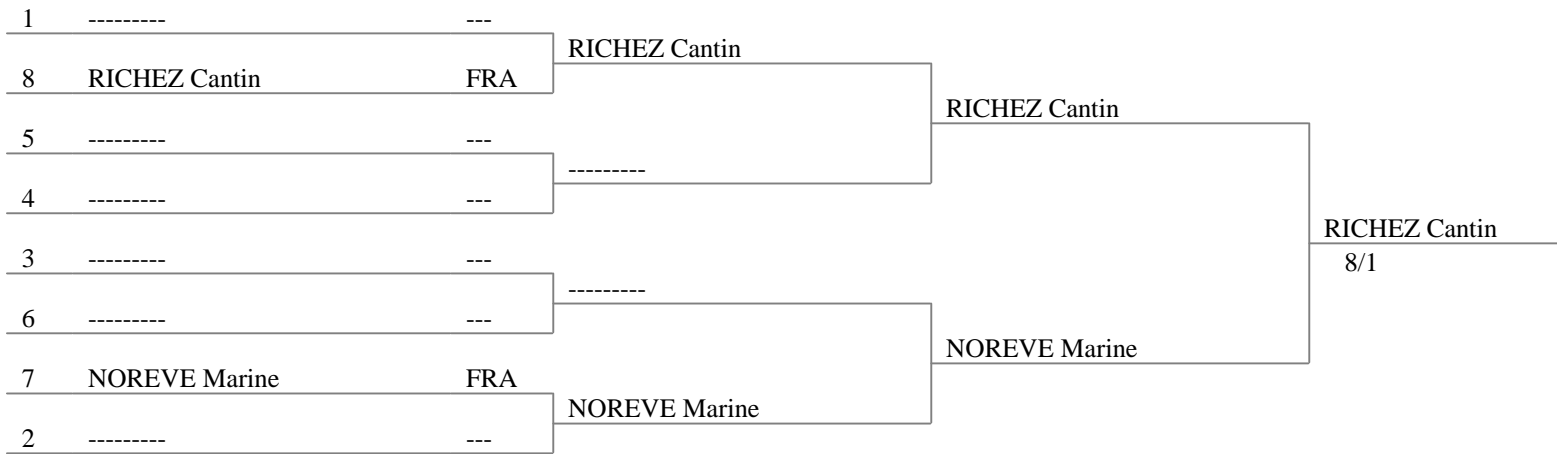 1 --------- ---
RICHEZ Cantin
8 RICHEZ Cantin FRA
RICHEZ Cantin
5 --------- ---
---------
4 --------- ---
RICHEZ Cantin
8/1
3 --------- ---
---------
6 --------- ---
NOREVE Marine
7 NOREVE Marine FRA
NOREVE Marine
2 --------- ---